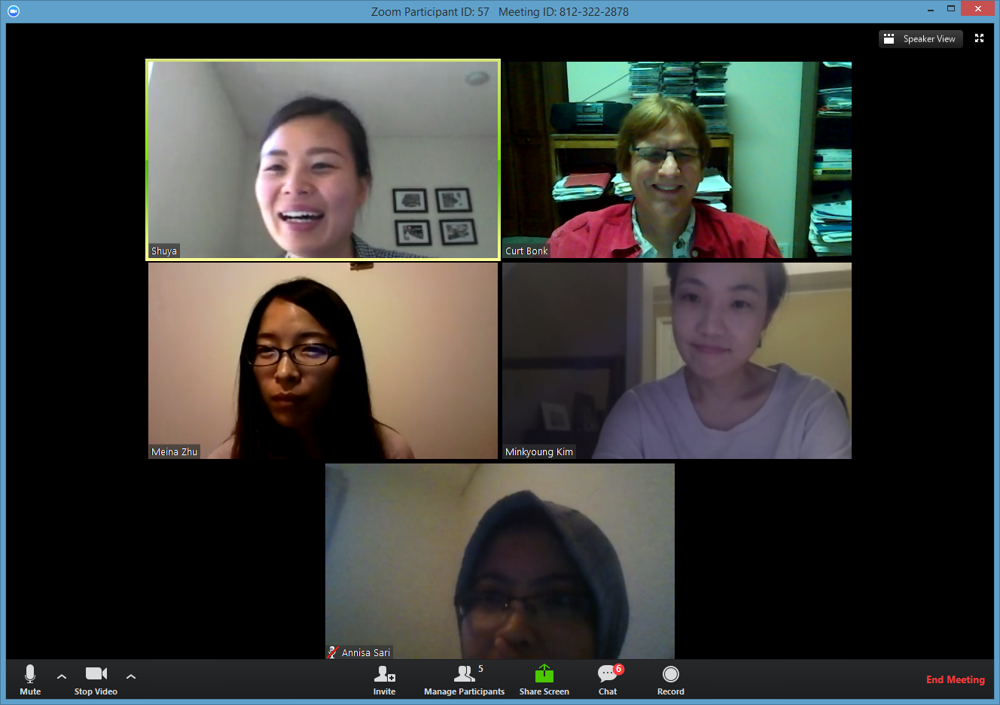 Zoom Participant ID: 57 Meeting ID: 812-322-2878
Speaker View
Shuya
Curt Bonk
Meina Zhu
Minkyoung Kim
Annisa Sari
Mute
Stop Video
Invite
5
Manage Participants
Share Screen
6
Chat
Record
End Meeting